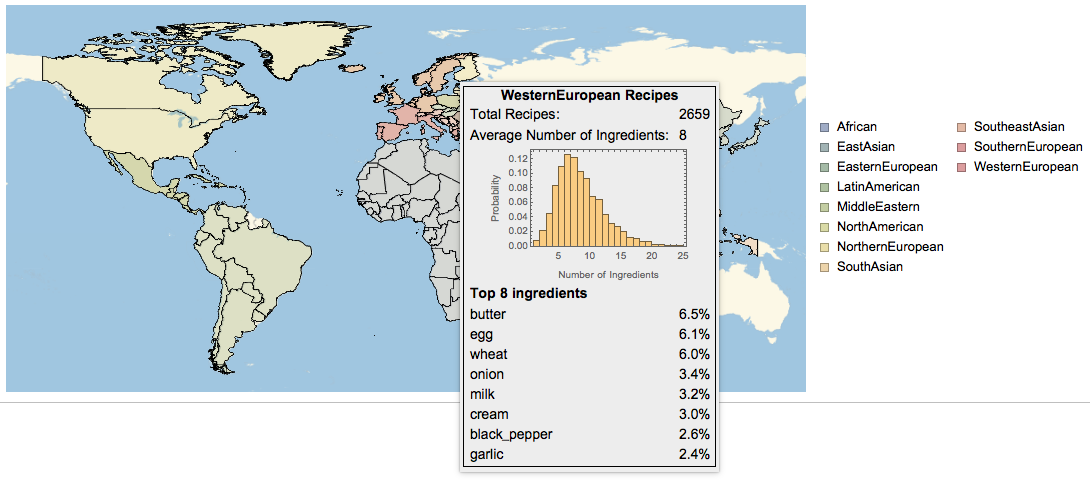 WesternEuropean Recipes
Total Recipes: 2659
Average Number of Ingredients: 8
0.12
0.10
0.08
0.06
0.04
0.02
0.00
Probability
5 10 15 20 25
Number of Ingredients
Top 8 ingredients
butter 6.5%
egg 6.1%
wheat 6.0%
onion 3.4%
milk 3.2%
cream 3.0%
black_pepper 2.6%
garlic 2.4%
African
EastAsian
EasternEuropean
LatinAmerican
MiddleEastern
NorthAmerican
NorthernEuropean
SouthAsian
SoutheastAsian
SouthernEuropean
WesternEuropean